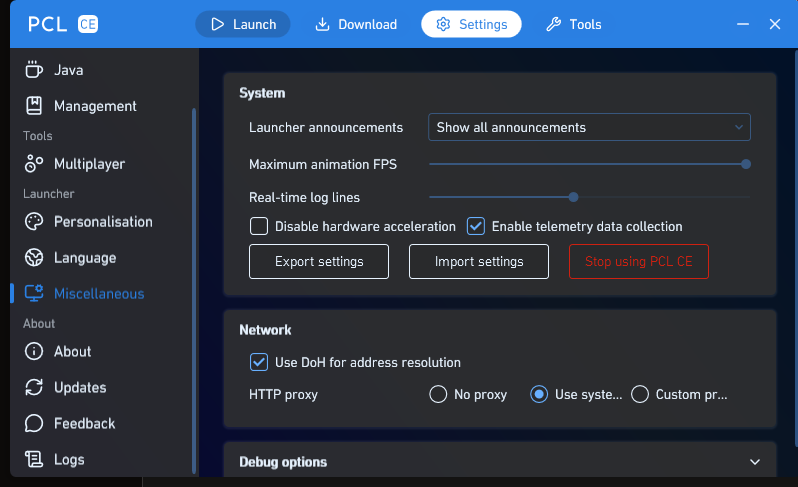 PCL CE Launch Download Settings Tools
Java
Management
Tools
Multiplayer
Launcher
Personalisation
Language
Miscellaneous
About
About
Updates
Feedback
Logs
System
Launcher announcements Show all announcements
Maximum animation FPS
Real-time log lines
Disable hardware acceleration Enable telemetry data collection
Export settings Import settings Stop using PCL CE
Network
Use DoH for address resolution
HTTP proxy No proxy Use syste... Custom pr...
Debug options